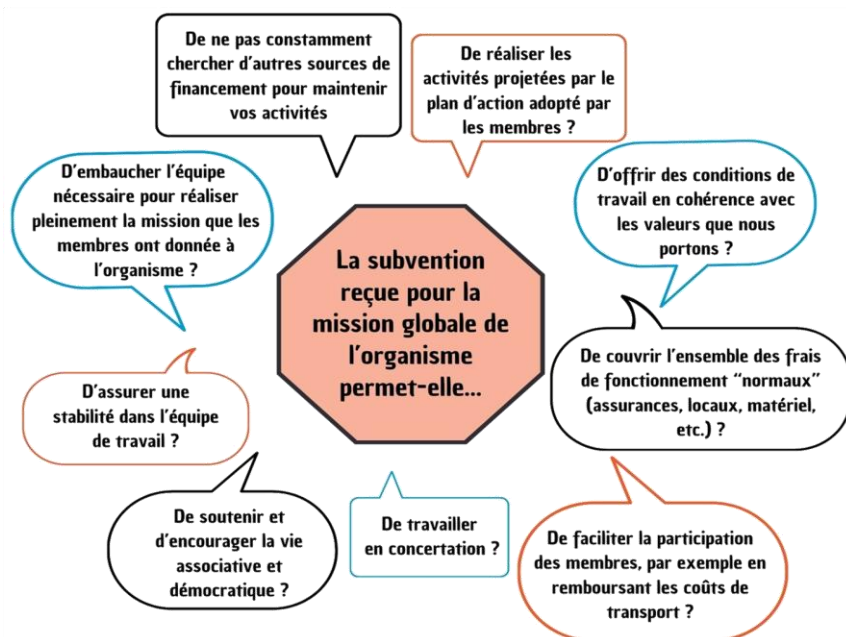 De ne pas constamment
chercher d'autres sources de
financement pour maintenir
vos activités
De réaliser les
activités projetées par le
plan d'action adopté par
les membres ?
D'embaucher l'équipe
nécessaire pour réaliser
pleinement la mission que les
membres ont donnée à
l'organisme ?
D'offrir des conditions de
travail en cohérence avec
les valeurs que nous
portons ?
La subvention
reçue pour la
mission globale de
l'organisme
permet-elle...
De couvrir l'ensemble des frais
de fonctionnement "normaux"
(assurances, locaux, matériel,
etc.) ?
D'assurer une
stabilité dans l'équipe
de travail ?
De soutenir et
d'encourager la vie
associative et
démocratique ?
De travailler
en concertation ?
De faciliter la participation
des membres, par exemple en
remboursant les coûts de
transport ?